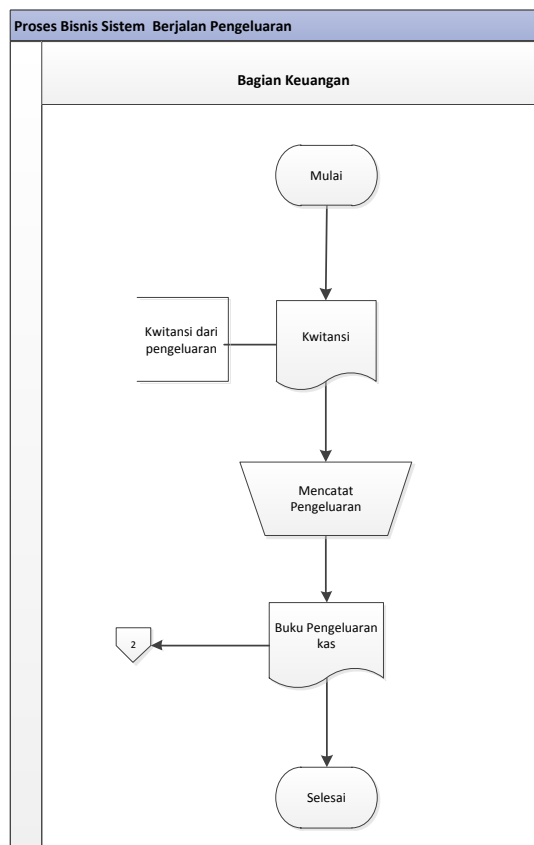 Proses Bisnis Sistem  Berjalan Pengeluaran
Bagian Keuangan
Mulai
Kwitansi dari
pengeluaran
Kwitansi
Mencatat
Pengeluaran
Buku Pengeluaran
kas
2
Selesai